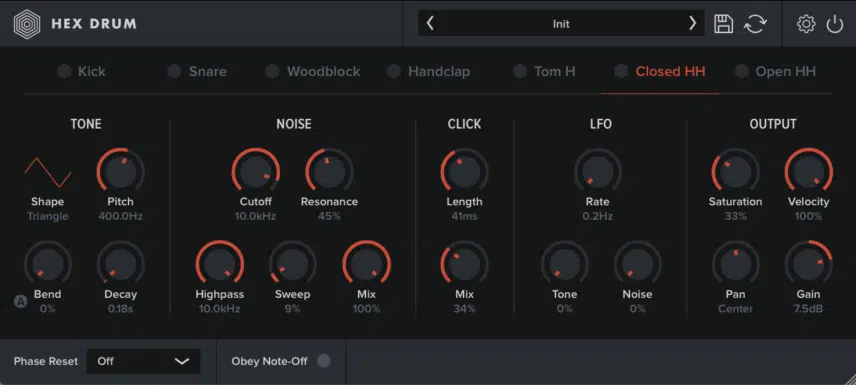 HEX DRUM
Init
Kick Snare Woodblock Handclap Tom H Closed HH Open HH
TONE NOISE CLICK LFO OUTPUT
Shape Pitch Cutoff Resonance Length Rate Saturation Velocity
Triangle 400.0Hz 10.0kHz 45% 41ms 0.2Hz 33% 100%
Bend Decay Highpass Sweep Mix Mix Tone Noise Pan Gain
A 0% 0.18s 10.0kHz 9% 100% 34% 0% 0% Center 7.5dB
Phase Reset Off Obey Note-Off